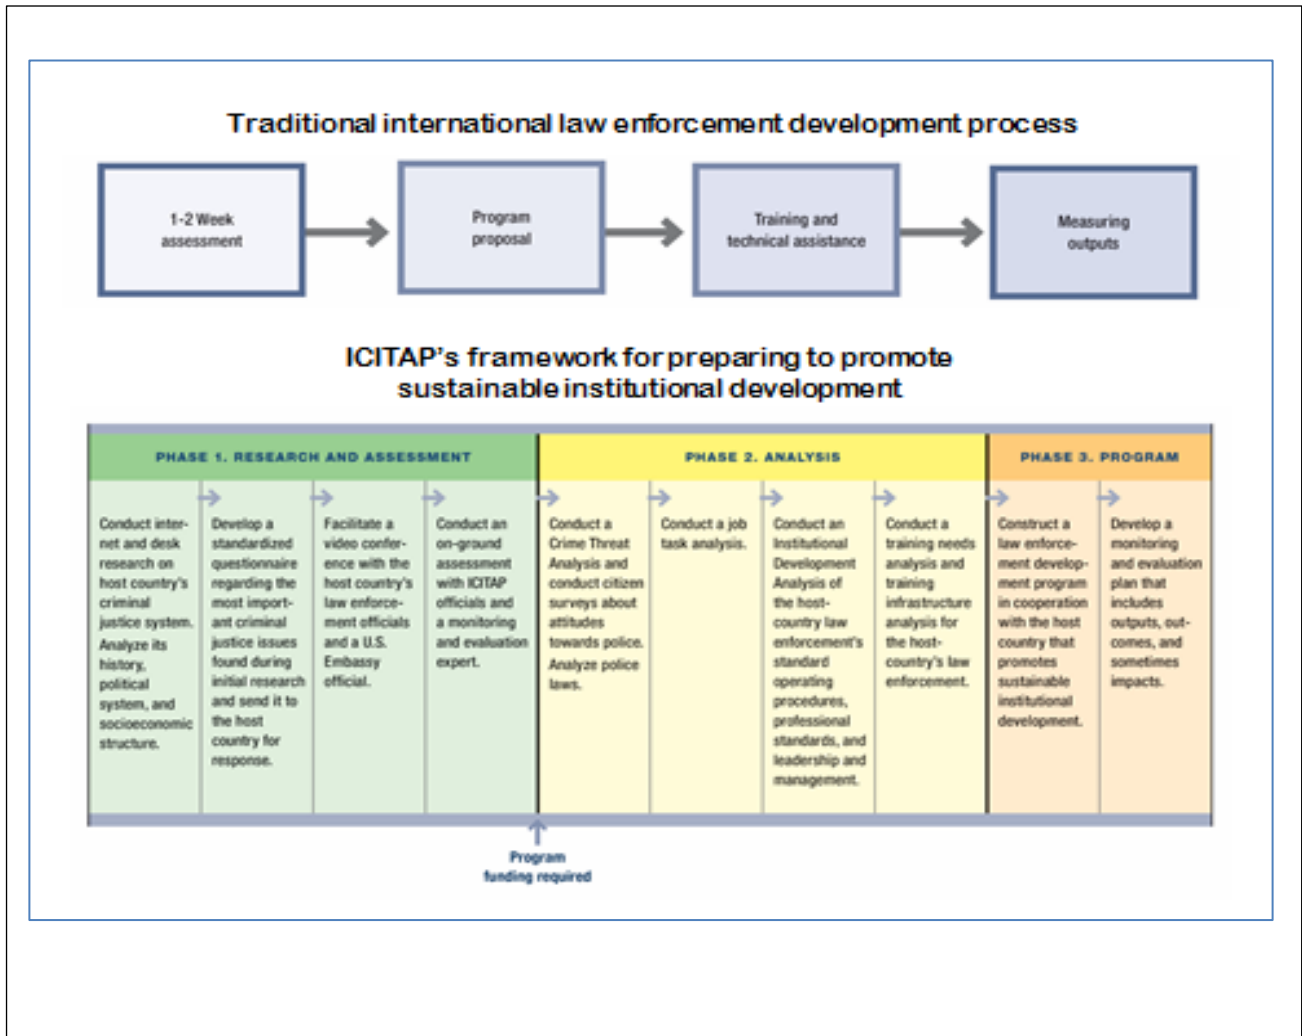 Traditional international law enforcement development process
1-2 Week
assessment
Program
proposal
Training and
technical assistance
Measuring
outputs
ICITAP's framework for preparing to promote
sustainable institutional development
PHASE 1. RESEARCH AND ASSESSMENT
Conduct inter-
net and desk
research on
host country's
criminal
justice system.
Analyze its
history,
political
system, and
socioeconomic
structure.
Develop a
standardized
questionnaire
regarding the
most import-
ant criminal
justice issues
found during
initial research
and send it to
the host
country for
response.
Facilitate a
video confer-
ence with the
host country's
law enforce-
ment officials
and a U.S.
Embassy
official.
Conduct an
on-ground
assessment
with ICITAP
officials and
a monitoring
and evaluation
expert.
PHASE 2. ANALYSIS
Conduct a
Crime Threat
Analysis and
conduct citizen
surveys about
attitudes
towards police.
Analyze police
laws.
Conduct a job
task analysis.
Conduct an
Institutional
Development
Analysis of
the host-
country law
enforcement's
standard
operating
procedures,
professional
standards, and
leadership and
management.
Conduct a
training needs
analysis and
training
infrastructure
analysis for
the host-
country's law
enforcement.
PHASE 3. PROGRAM
Construct a
law enforce-
ment develop-
ment program
in cooperation
with the host
country that
promotes
sustainable
institutional
development.
Develop a
monitoring
and evaluation
plan that
includes
outputs, out-
comes, and
sometimes
impacts.
Program
funding required